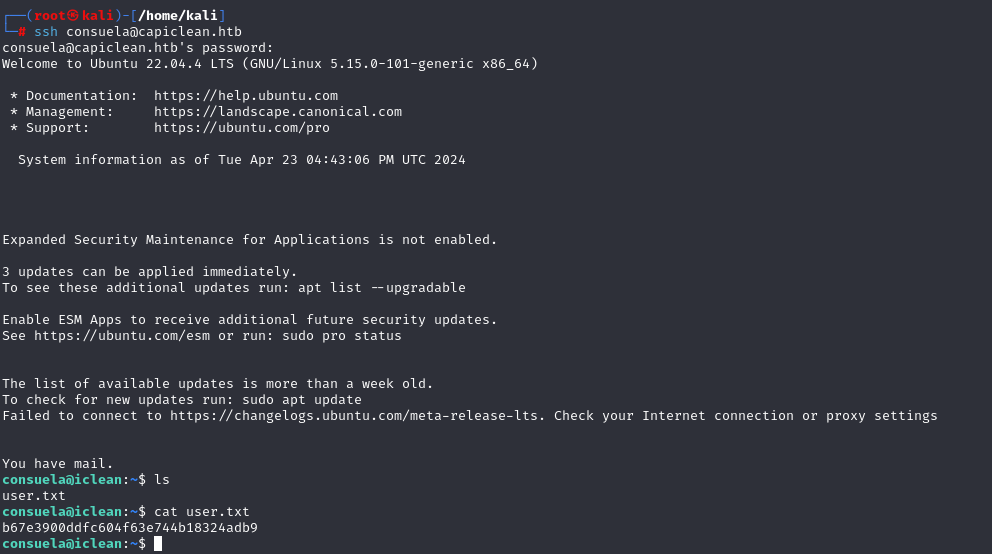 ┌──(root㉿kali)-[/home/kali]
└─# ssh consuela@capiclean.htb
consuela@capiclean.htb's password:
Welcome to Ubuntu 22.04.4 LTS (GNU/Linux 5.15.0-101-generic x86_64)
* Documentation:  https://help.ubuntu.com
* Management:     https://landscape.canonical.com
* Support:        https://ubuntu.com/pro
System information as of Tue Apr 23 04:43:06 PM UTC 2024
Expanded Security Maintenance for Applications is not enabled.
3 updates can be applied immediately.
To see these additional updates run: apt list --upgradable
Enable ESM Apps to receive additional future security updates.
See https://ubuntu.com/esm or run: sudo pro status
The list of available updates is more than a week old.
To check for new updates run: sudo apt update
Failed to connect to https://changelogs.ubuntu.com/meta-release-lts. Check your Internet connection or proxy settings
You have mail.
consuela@iclean:~$ ls
user.txt
consuela@iclean:~$ cat user.txt
b67e3900ddfc604f63e744b18324adb9
consuela@iclean:~$